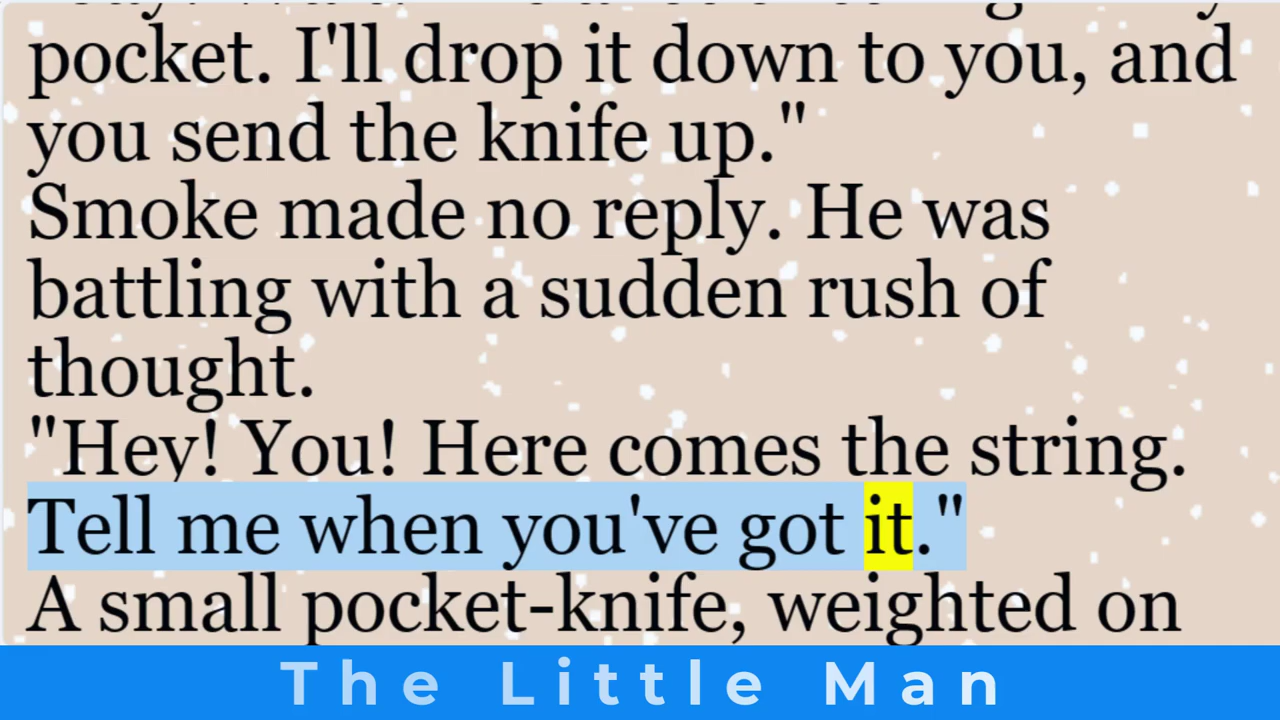 pocket. I'll drop it down to you, and
you send the knife up."
Smoke made no reply. He was
battling with a sudden rush of
thought.
"Hey! You! Here comes the string.
Tell me when you've got it."
A small pocket-knife, weighted on
The Little Man